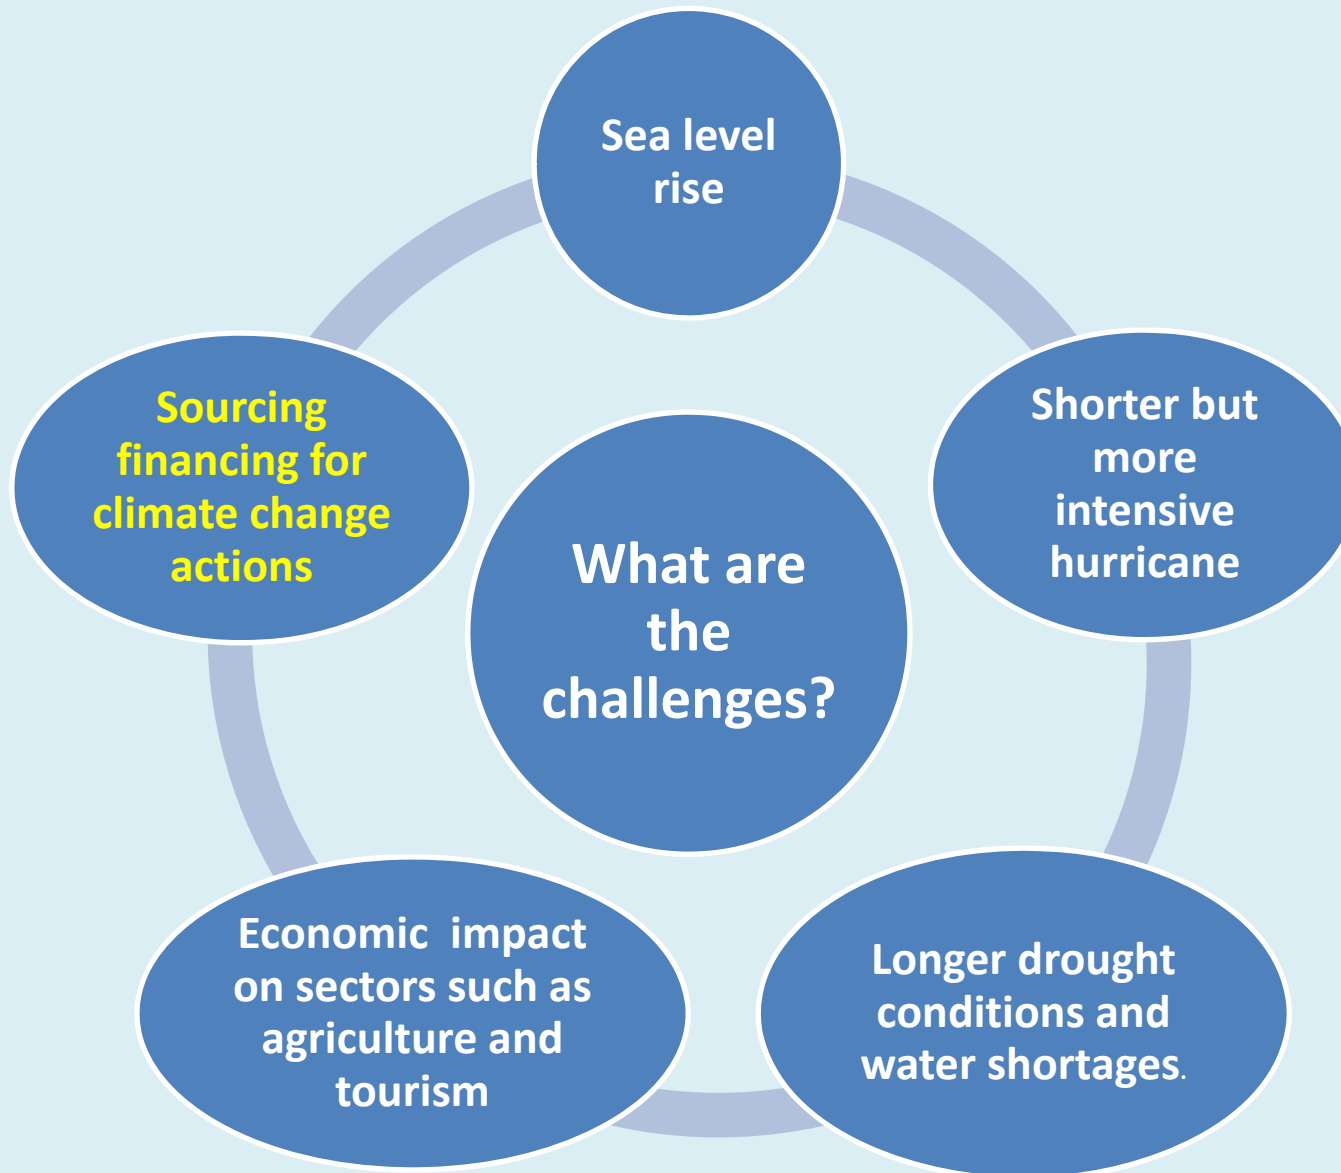 Sea level
rise
Shorter but
more
intensive
hurricane
Longer drought
conditions and
water shortages.
Economic  impact
on sectors such as
agriculture and
tourism
Sourcing
financing for
climate change
actions
What are
the
challenges?